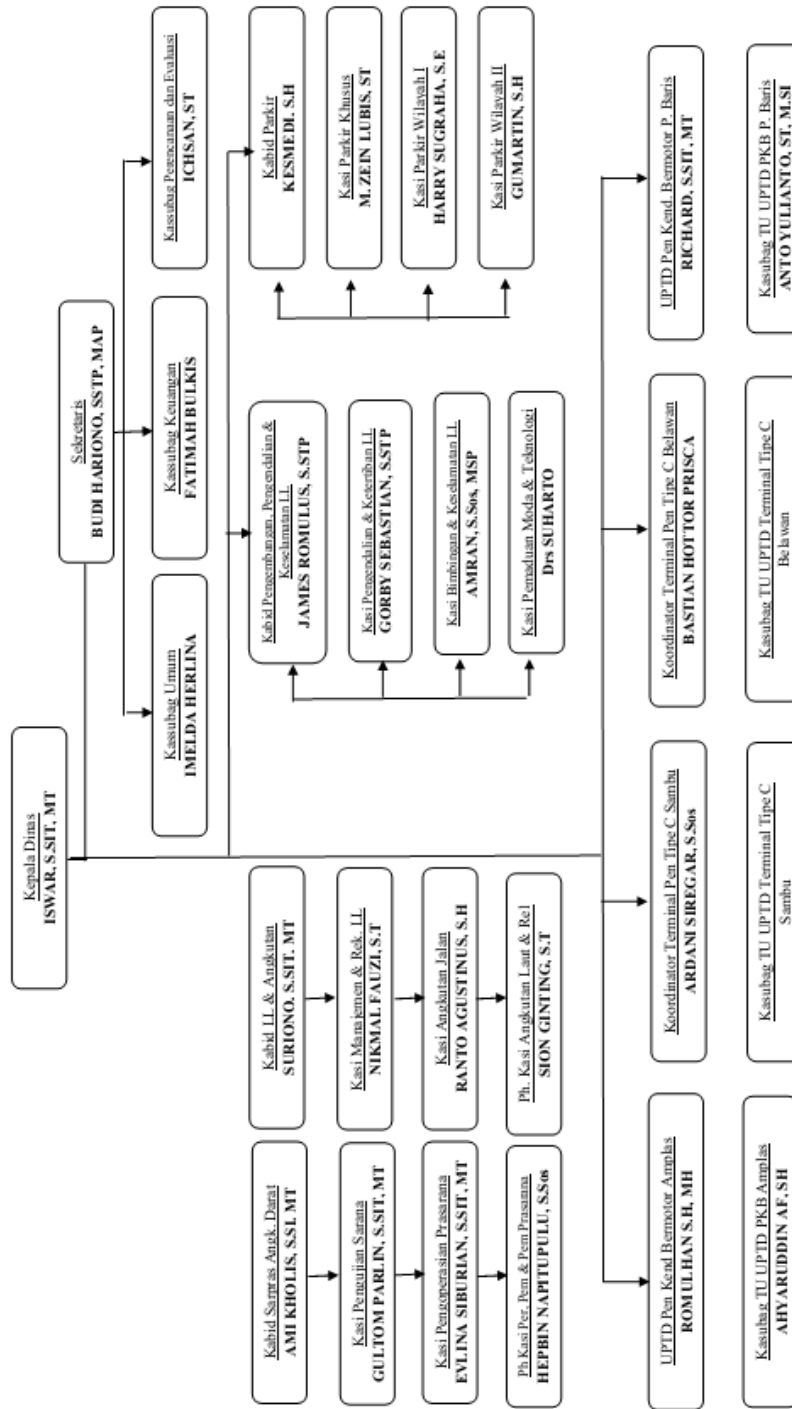 Kepala Dinas
ISWAR, S.SIT, MT
Sekretaris
BUDI HARIONO, SSTP, MAP
Kassubag Umum
IMELDA HERLINA
Kassubag Keuangan
FATIMAH BULKIS
Kassubag Perencanaan dan Evaluasi
ICHSAN, ST
Kabid Sarpras Angk. Darat
AMI KHOLIS, S.SI, MT
Kabid LL & Angkutan
SURIONO. S.SIT. MT
Kabid Pengembangan, Pengendalian &
Keselamatan LL
JAMES ROMULUS, S.STP
Kabid Parkir
KESMEDI. S.H
Kasi Pengujian Sarana
GULTOM PARLIN, S.SIT, MT
Kasi Manajemen & Rek. LL
NIKMAL FAUZI, S.T
Kasi Pengendalian & Ketertiban LL
GORBY SEBASTIAN, S.STP
Kasi Parkir Khusus
M. ZEIN LUBIS, ST
Kasi Pengoperasian Prasarana
EVLINA SIBURIAN, S.SIT, MT
Kasi Angkutan Jalan
RANTO AGUSTINUS, S.H
Kasi Bimbingan & Keselamatan LL
AMRAN, S.Sos, MSP
Kasi Parkir Wilayah I
HARRY SUGRAHA, S.E
Ph Kasi Per, Pem & Pem Prasarana
HEPBIN NAPITUPULU, S.Sos
Ph. Kasi Angkutan Laut & Rel
SION GINTING, S.T
Kasi Pemaduan Moda & Teknologi
Drs SUHARTO
Kasi Parkir Wilayah II
GUMARTIN, S.H
UPTD Pen Kend Bermotor Amplas
ROMULHAN S.H, MH
Koordinator Terminal Pen Tipe C Sambu
ARDANI SIREGAR, S.Sos
Koordinator Terminal Pen Tipe C Belawan
BASTIAN HOTTOR PRISCA
UPTD Pen Kend. Bermotor P. Baris
RICHARD, S.SIT, MT
Kasubag TU UPTD PKB Amplas
AHYARUDDIN AF, SH
Kasubag TU UPTD Terminal Tipe C
Sambu
Kasubag TU UPTD Terminal Tipe C
Belawan
Kasubag TU UPTD PKB P. Baris
ANTO YULIANTO, ST, M.SI